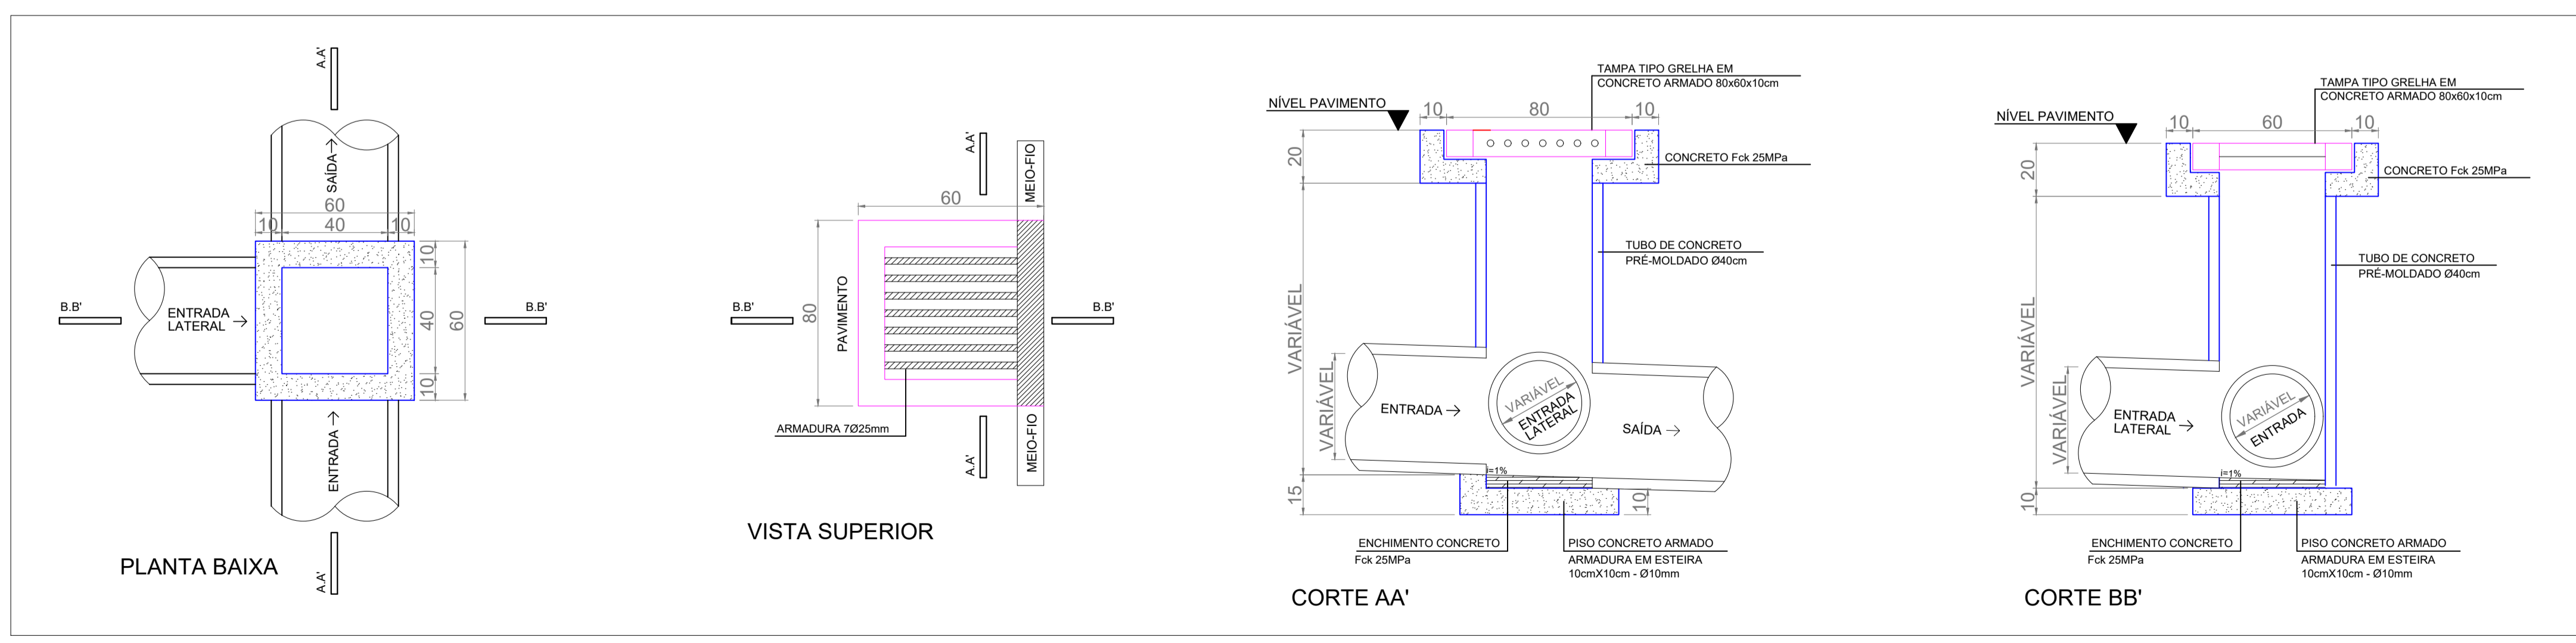 A.A'
SAÍDA
60
10
40
10
10
40
60
10
B.B'
ENTRADA
LATERAL
B.B'
ENTRADA
A.A'
PLANTA BAIXA
A.A'
MEIO-FIO
60
80
PAVIMENTO
B.B'
B.B'
ARMADURA 7Ø25mm
A.A'
MEIO-FIO
VISTA SUPERIOR
TAMPA TIPO GRELHA EM
CONCRETO ARMADO 80x60x10cm
NÍVEL PAVIMENTO
10
80
10
20
CONCRETO Fck 25MPa
TUBO DE CONCRETO
PRÉ-MOLDADO Ø40cm
VARIÁVEL
VARIÁVEL
ENTRADA
VARIÁVEL
ENTRADA
LATERAL
SAÍDA
i=1%
15
10
ENCHIMENTO CONCRETO
Fck 25MPa
PISO CONCRETO ARMADO
ARMADURA EM ESTEIRA
10cmX10cm - Ø10mm
CORTE AA'
TAMPA TIPO GRELHA EM
CONCRETO ARMADO 80x60x10cm
NÍVEL PAVIMENTO
10
60
10
20
CONCRETO Fck 25MPa
TUBO DE CONCRETO
PRÉ-MOLDADO Ø40cm
VARIÁVEL
VARIÁVEL
ENTRADA
LATERAL
VARIÁVEL
ENTRADA
i=1%
10
ENCHIMENTO CONCRETO
Fck 25MPa
PISO CONCRETO ARMADO
ARMADURA EM ESTEIRA
10cmX10cm - Ø10mm
CORTE BB'